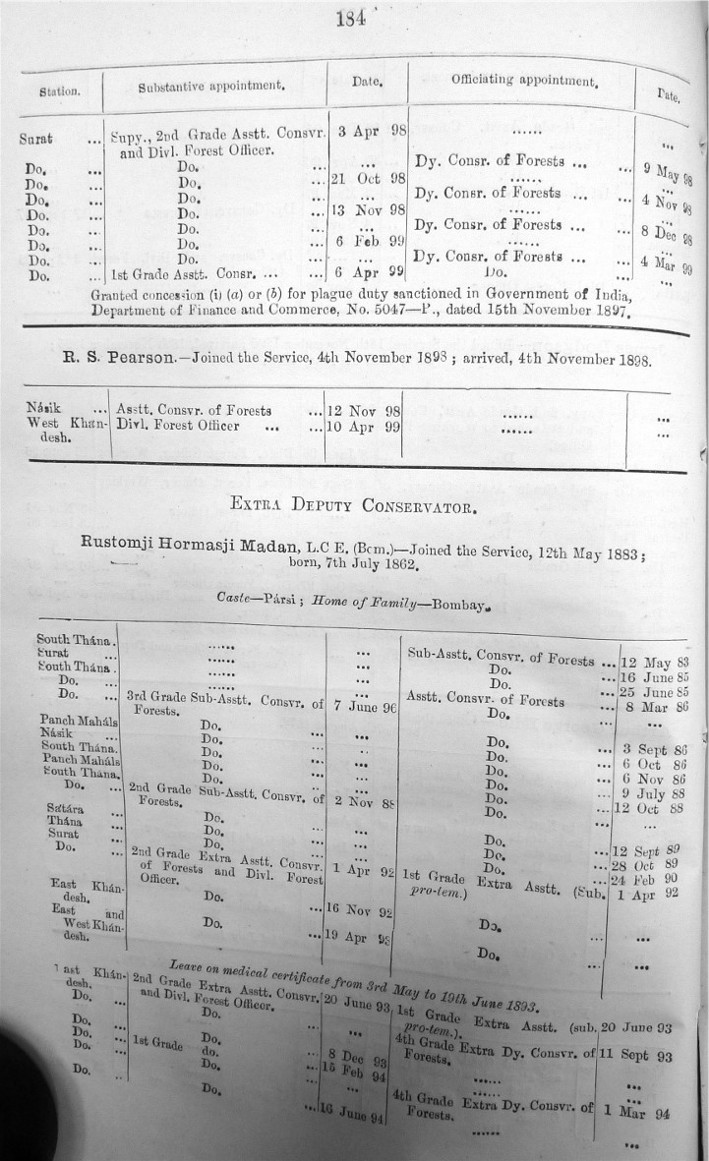 184
Station. Substantive appointment. Date. Officiating appointment. Date.
Surat ... Supy., 2nd Grade Asstt. Consvr. 3 Apr 98 ...... ...
and Divl. Forest Officer.
Do. ... Do. ... ... Dy. Consr. of Forests ... ... 9 May 98
Do. ... Do. ... 21 Oct 98 ...... ...
Do. ... Do. ... ... Dy. Consr. of Forests ... ... 4 Nov 98
Do. ... Do. ... 13 Nov 98 ...... ...
Do. ... Do. ... ... Dy. Consr. of Forests ... ... 8 Dec 98
Do. ... Do. ... 6 Feb 99 ...... ...
Do. ... Do. ... ... Dy. Consr. of Forests ... ... 4 Mar 99
Do. ... 1st Grade Asstt. Consr. ... ... 6 Apr 99 Do. ... ...
Granted concession (i) (a) or (b) for plague duty sanctioned in Government of India,
Department of Finance and Commerce, No. 5047—P., dated 15th November 1897.
R. S. Pearson.—Joined the Service, 4th November 1898; arrived, 4th November 1898.
Násik ... Asstt. Consvr. of Forests ... 12 Nov 98 ...... ...
West Khán- Divl. Forest Officer ... ... 10 Apr 99 ...... ...
desh.
EXTRA DEPUTY CONSERVATOR.
Rustomji Hormasji Madan, L.C E. (Bom.)—Joined the Service, 12th May 1883;
born, 7th July 1862.
Caste—Pársi; Home of Family—Bombay.
South Thána. ...... ... Sub-Asstt. Consvr. of Forests ... 12 May 83
Surat ... ...... ... Do. ... 16 June 85
South Thána. ...... ... Do. ... 25 June 85
Do. ... ...... ... Asstt. Consvr. of Forests ... 8 Mar 86
Do. ... 3rd Grade Sub-Asstt. Consvr. of 7 June 86 Do. ... ...
Forests.
Panch Maháls Do. ... ... Do. ... 3 Sept 86
Násik ... Do. ... ... Do. ... 6 Oct 86
South Thána. Do. ... ... Do. ... 6 Nov 86
Panch Maháls Do. ... ... Do. ... 9 July 88
South Thána. Do. ... ... Do. ... 12 Oct 88
Do. ... 2nd Grade Sub-Asstt. Consvr. of 2 Nov 88 Do. ... ...
Forests.
Sátára ... Do. ... ... Do. ... 12 Sept 89
Thána ... Do. ... ... Do. ... 28 Oct 89
Surat ... Do. ... ... Do. ... 24 Feb 90
Do. ... 2nd Grade Extra Asstt. Consvr. 1 Apr 92 1st Grade Extra Asstt. (Sub. 1 Apr 92
of Forests and Divl. Forest pro-tem.)
Officer.
East Khán- Do. ... 16 Nov 92 Do. ... ...
desh.
East and Do. ... 19 Apr 93 Do. ... ...
West Khán-
desh.
Leave on medical certificate from 3rd May to 19th June 1893.
East Khán- 2nd Grade Extra Asstt. Consvr. 20 June 93 1st Grade Extra Asstt. (sub. 20 June 93
desh. and Divl. Forest Officer. pro-tem.).
Do. ... Do. ... ... 4th Grade Extra Dy. Consvr. of 11 Sept 93
Forests.
Do. ... 1st Grade do. ... 8 Dec 93 ...... ...
Do. ... Do. ... 15 Feb 94 ...... ...
Do. ... Do. ... ... 4th Grade Extra Dy. Consvr. of 1 Mar 94
Forests.
Do. ... Do. ... 16 June 94 ...... ...